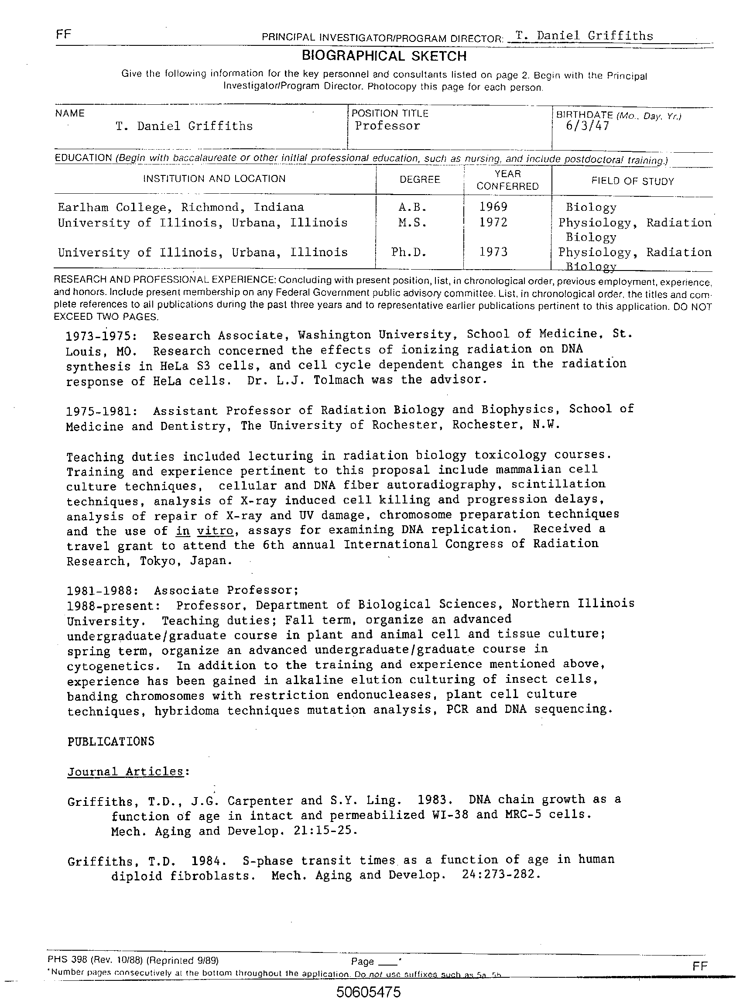 FF
PRINCIPAL INVESTIGATOR/PROGRAM DIRECTOR: T. Daniel Griffiths
BIOGRAPHICAL SKETCH
Give the following information for the key personnel and consultants listed on page 2. Begin with the Principal
Investigator/Program Director. Photocopy this page for each person.
NAME
T. Daniel Griffiths
POSITION TITLE
Professor
BIRTHDATE (Mo., Day, Yr.)
6/3/47
EDUCATION (Begin with baccalaureate or other initial professional education, such as nursing, and include postdoctoral training.)
INSTITUTION AND LOCATION DEGREE YEAR CONFERRED FIELD OF STUDY
Earlham College, Richmond, Indiana A.B. 1969 Biology
University of Illinois, Urbana, Illinois M.S. 1972 Physiology, Radiation
Biology
University of Illinois, Urbana, Illinois Ph.D. 1973 Physiology, Radiation
Biology
RESEARCH AND PROFESSIONAL EXPERIENCE: Concluding with present position, list, in chronological order, previous employment, experience,
and honors. Include present membership on any Federal Government public advisory committee. List, in chronological order, the titles and com-
plete references to all publications during the past three years and to representative earlier publications pertinent to this application. DO NOT
EXCEED TWO PAGES.
1973-1975: Research Associate, Washington University, School of Medicine, St.
Louis, MO. Research concerned the effects of ionizing radiation on DNA
synthesis in HeLa S3 cells, and cell cycle dependent changes in the radiation
response of HeLa cells. Dr. L.J. Tolmach was the advisor.
1975-1981: Assistant Professor of Radiation Biology and Biophysics, School of
Medicine and Dentistry, The University of Rochester, Rochester, N.W.
Teaching duties included lecturing in radiation biology toxicology courses.
Training and experience pertinent to this proposal include mammalian cell
culture techniques, cellular and DNA fiber autoradiography, scintillation
techniques, analysis of X-ray induced cell killing and progression delays,
analysis of repair of X-ray and UV damage, chromosome preparation techniques
and the use of in vitro, assays for examining DNA replication. Received a
travel grant to attend the 6th annual International Congress of Radiation
Research, Tokyo, Japan.
1981-1988: Associate Professor;
1988-present: Professor, Department of Biological Sciences, Northern Illinois
University. Teaching duties; Fall term, organize an advanced
undergraduate/graduate course in plant and animal cell and tissue culture;
spring term, organize an advanced undergraduate/graduate course in
cytogenetics. In addition to the training and experience mentioned above,
experience has been gained in alkaline elution culturing of insect cells,
banding chromosomes with restriction endonucleases, plant cell culture
techniques, hybridoma techniques mutation analysis, PCR and DNA sequencing.
PUBLICATIONS
Journal Articles:
Griffiths, T.D., J.G. Carpenter and S.Y. Ling. 1983. DNA chain growth as a
function of age in intact and permeabilized WI-38 and MRC-5 cells.
Mech. Aging and Develop. 21:15-25.
Griffiths, T.D. 1984. S-phase transit times as a function of age in human
diploid fibroblasts. Mech. Aging and Develop. 24:273-282.
PHS 398 (Rev. 10/88) (Reprinted 9/89) Page ___*
*Number pages consecutively at the bottom throughout the application. Do not use suffixes such as 5a, 5b. FF
50605475